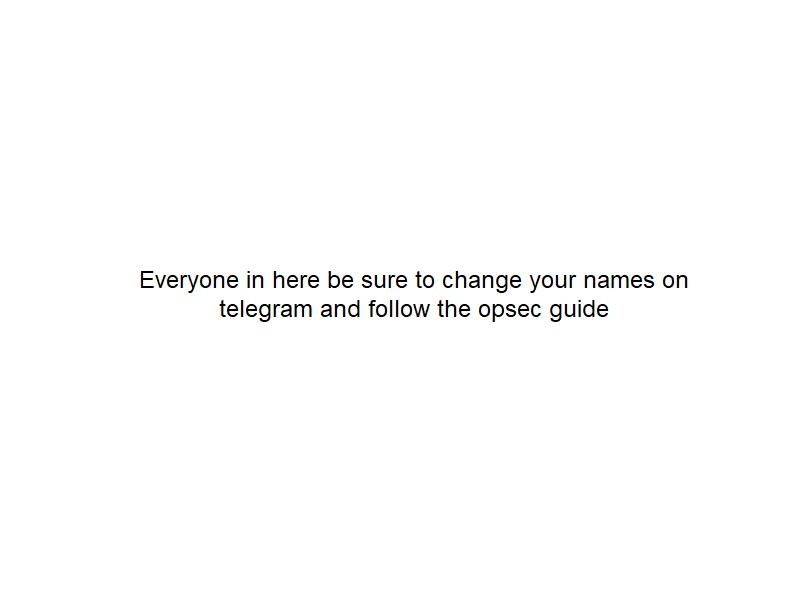 Everyone in here be sure to change your names on
telegram and follow the opsec guide